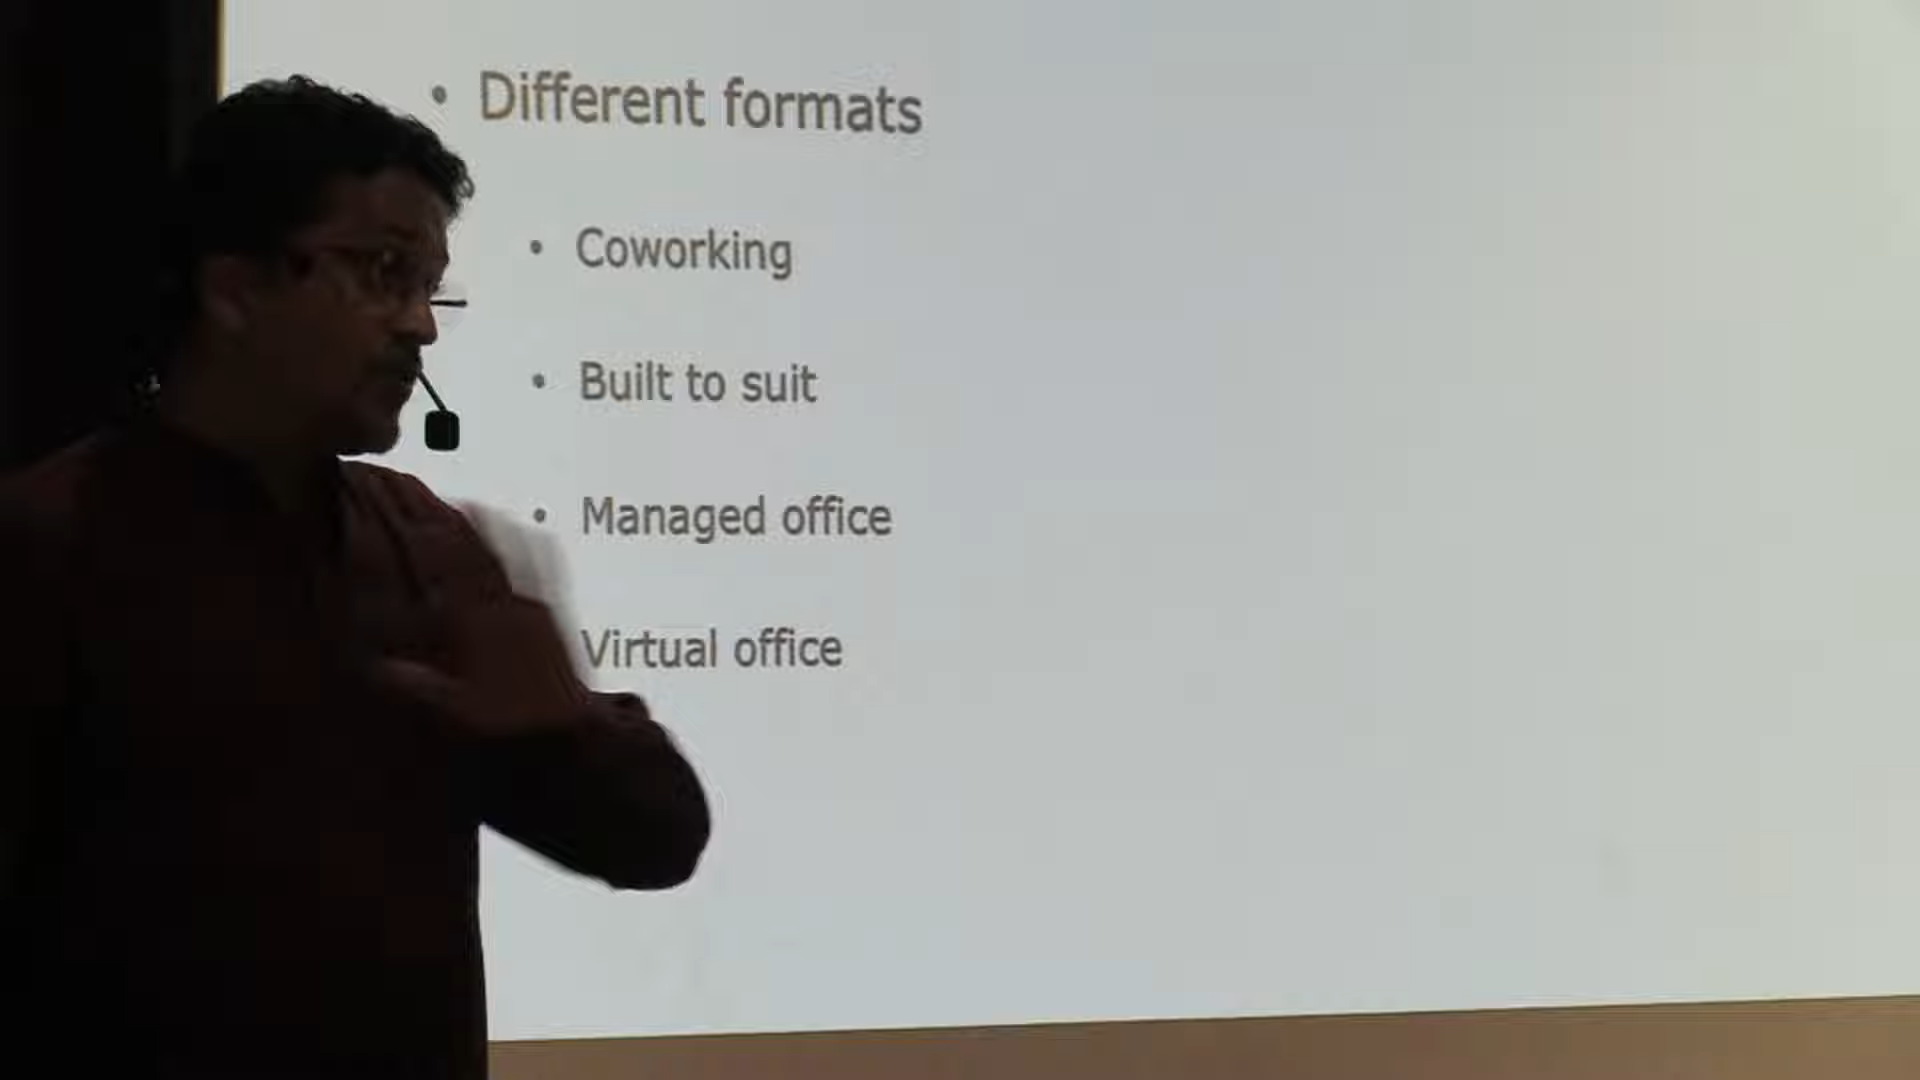 • Different formats
• Coworking
• Built to suit
• Managed office
Virtual office